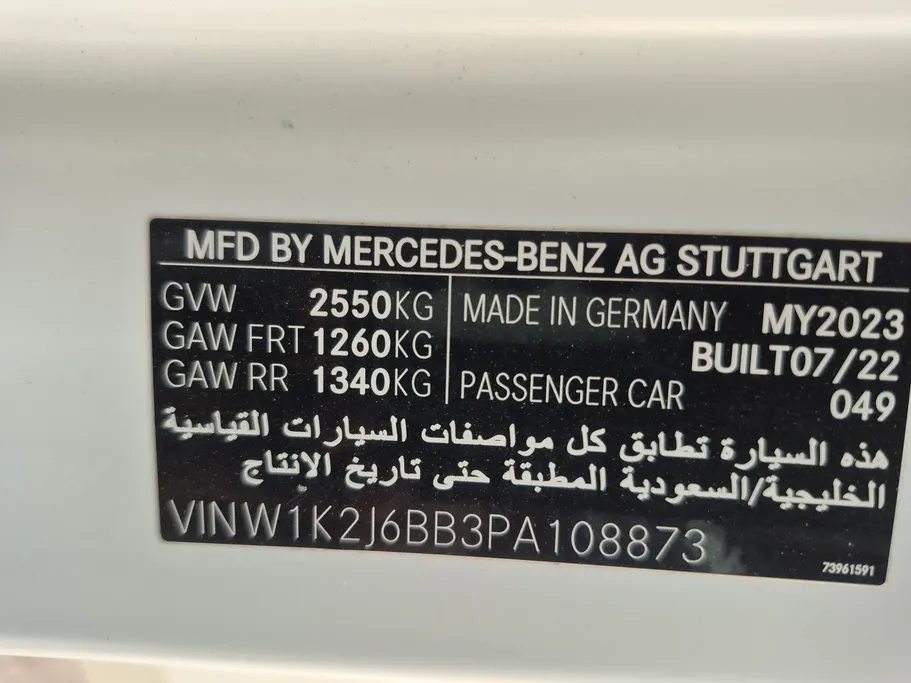 MFD BY MERCEDES-BENZ AG STUTTGART
GVW 2550KG MADE IN GERMANY MY2023
GAW FRT 1260KG BUILT07/22
GAW RR 1340KG PASSENGER CAR 049
هذه السيارة تطابق كل مواصفات السيارات القياسية
الخليجية/السعودية المطبقة حتى تاريخ الإنتاج
VINW1K2J6BB3PA108873
73961591